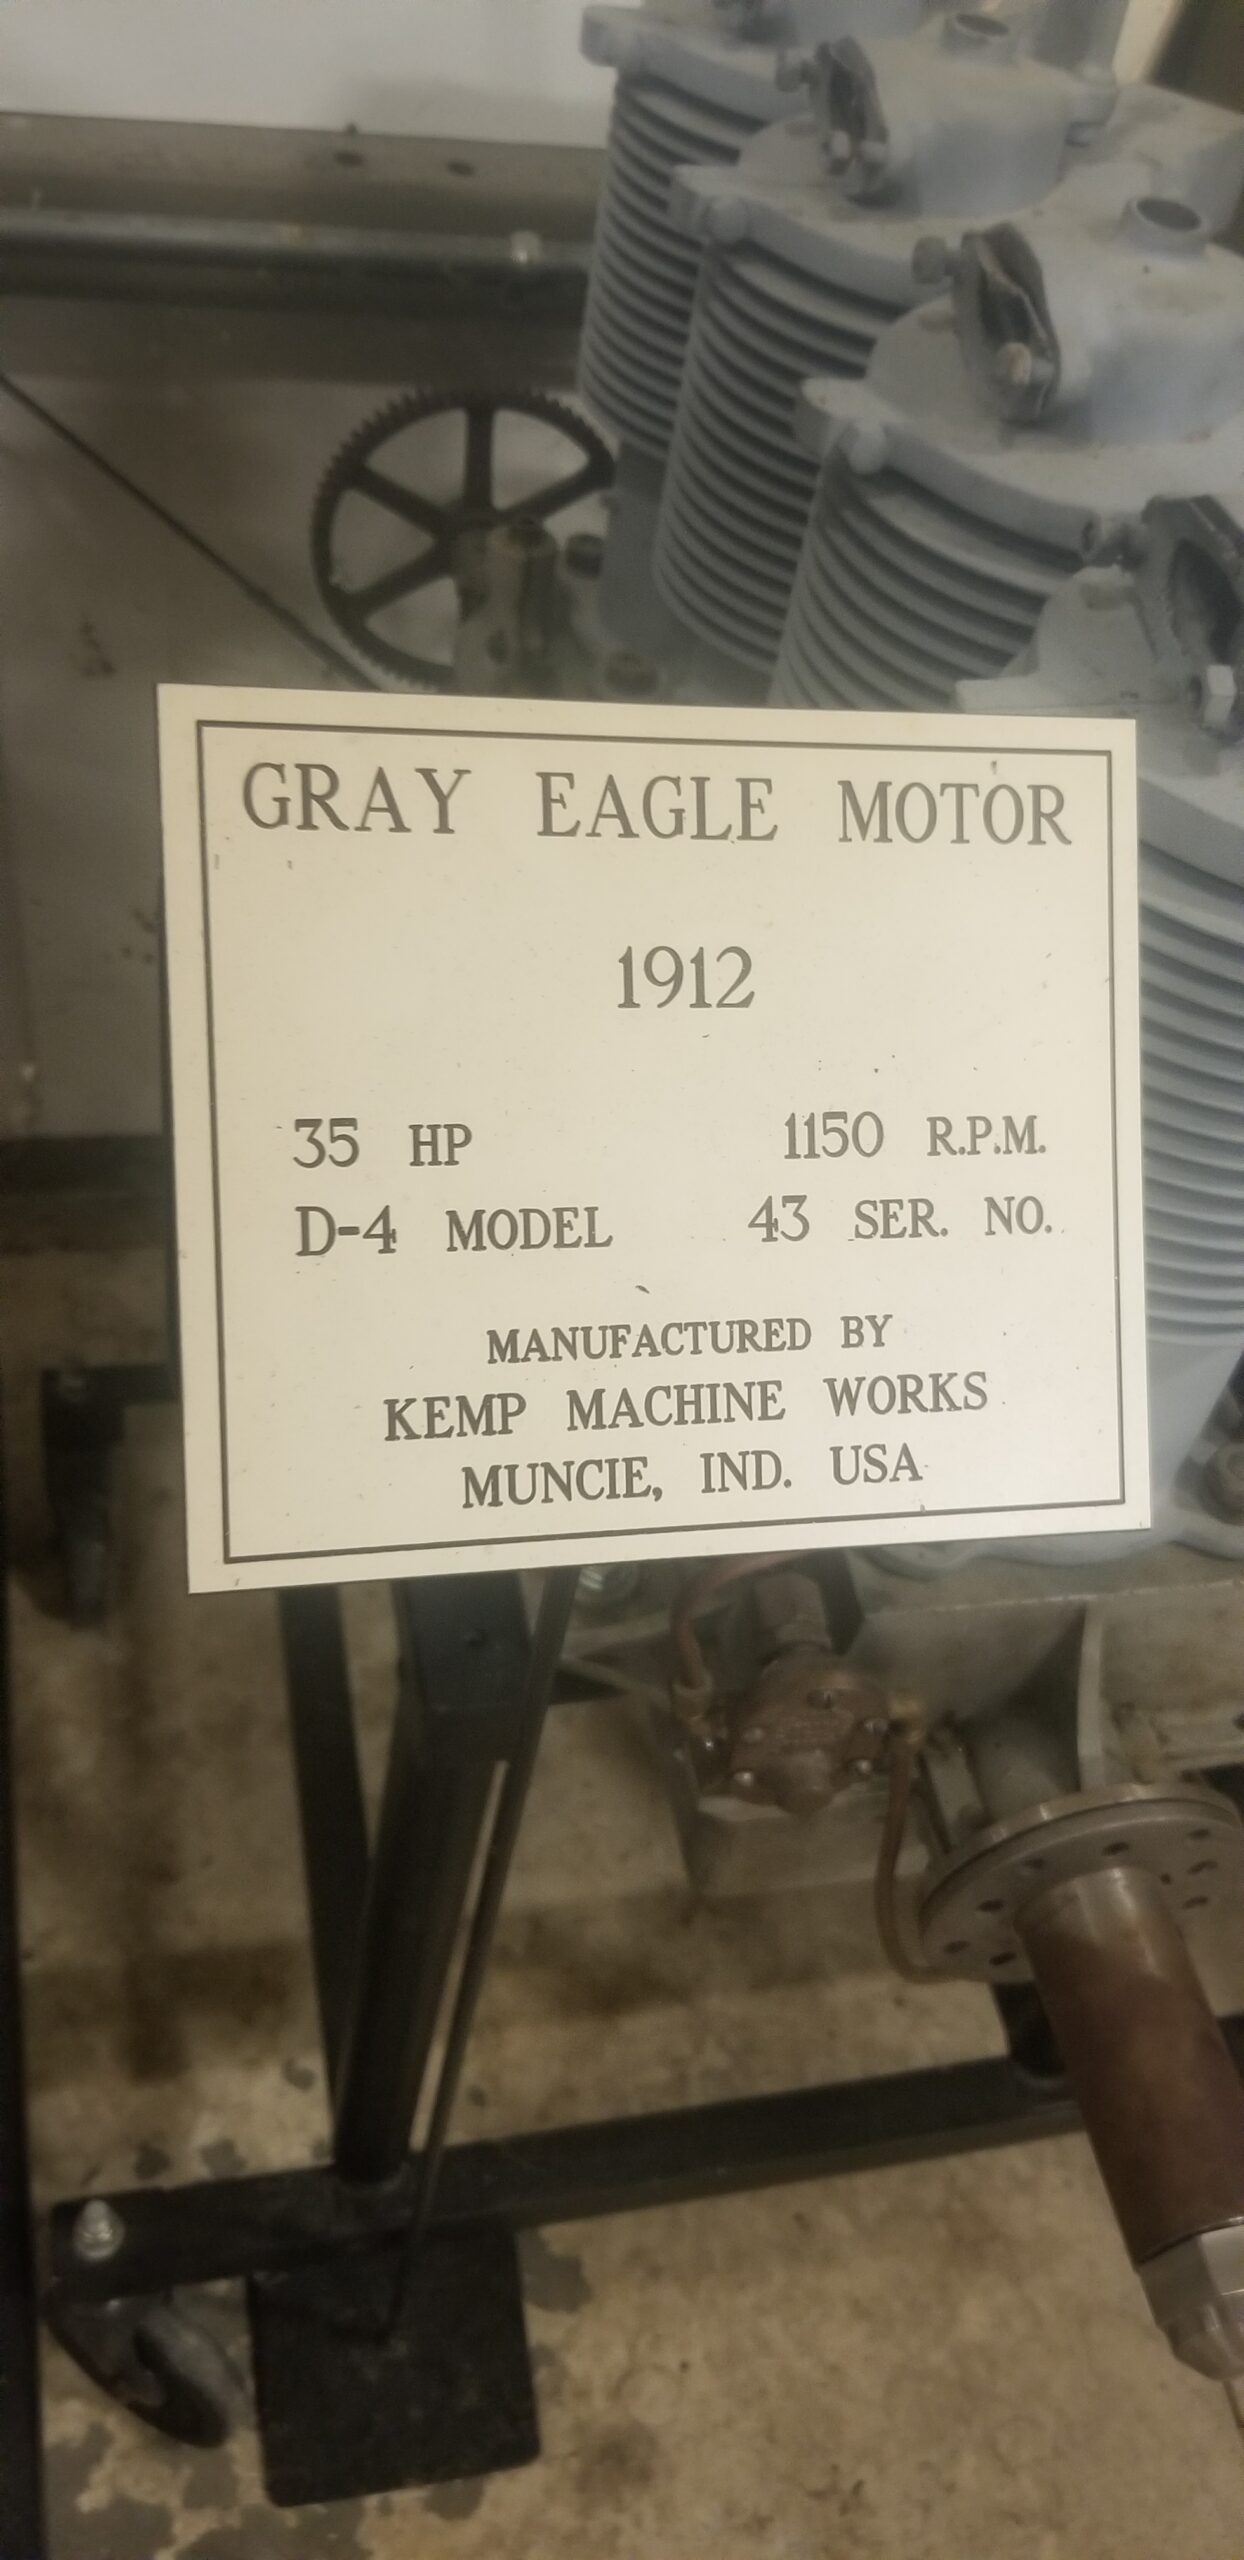 GRAY EAGLE MOTOR
1912
35 HP 1150 R.P.M.
D-4 MODEL 43 SER. NO.
MANUFACTURED BY
KEMP MACHINE WORKS
MUNCIE, IND. USA